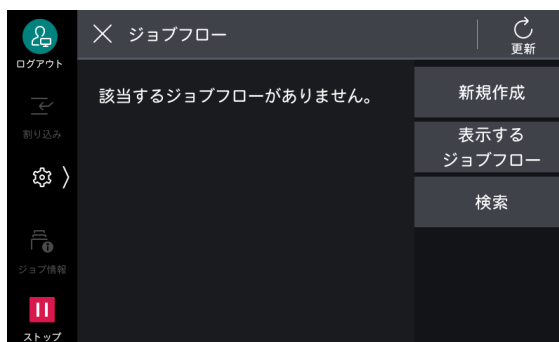 ログアウト
割り込み
ジョブ情報
ストップ
ジョブフロー
更新
該当するジョブフローがありません。
新規作成
表示する
ジョブフロー
検索